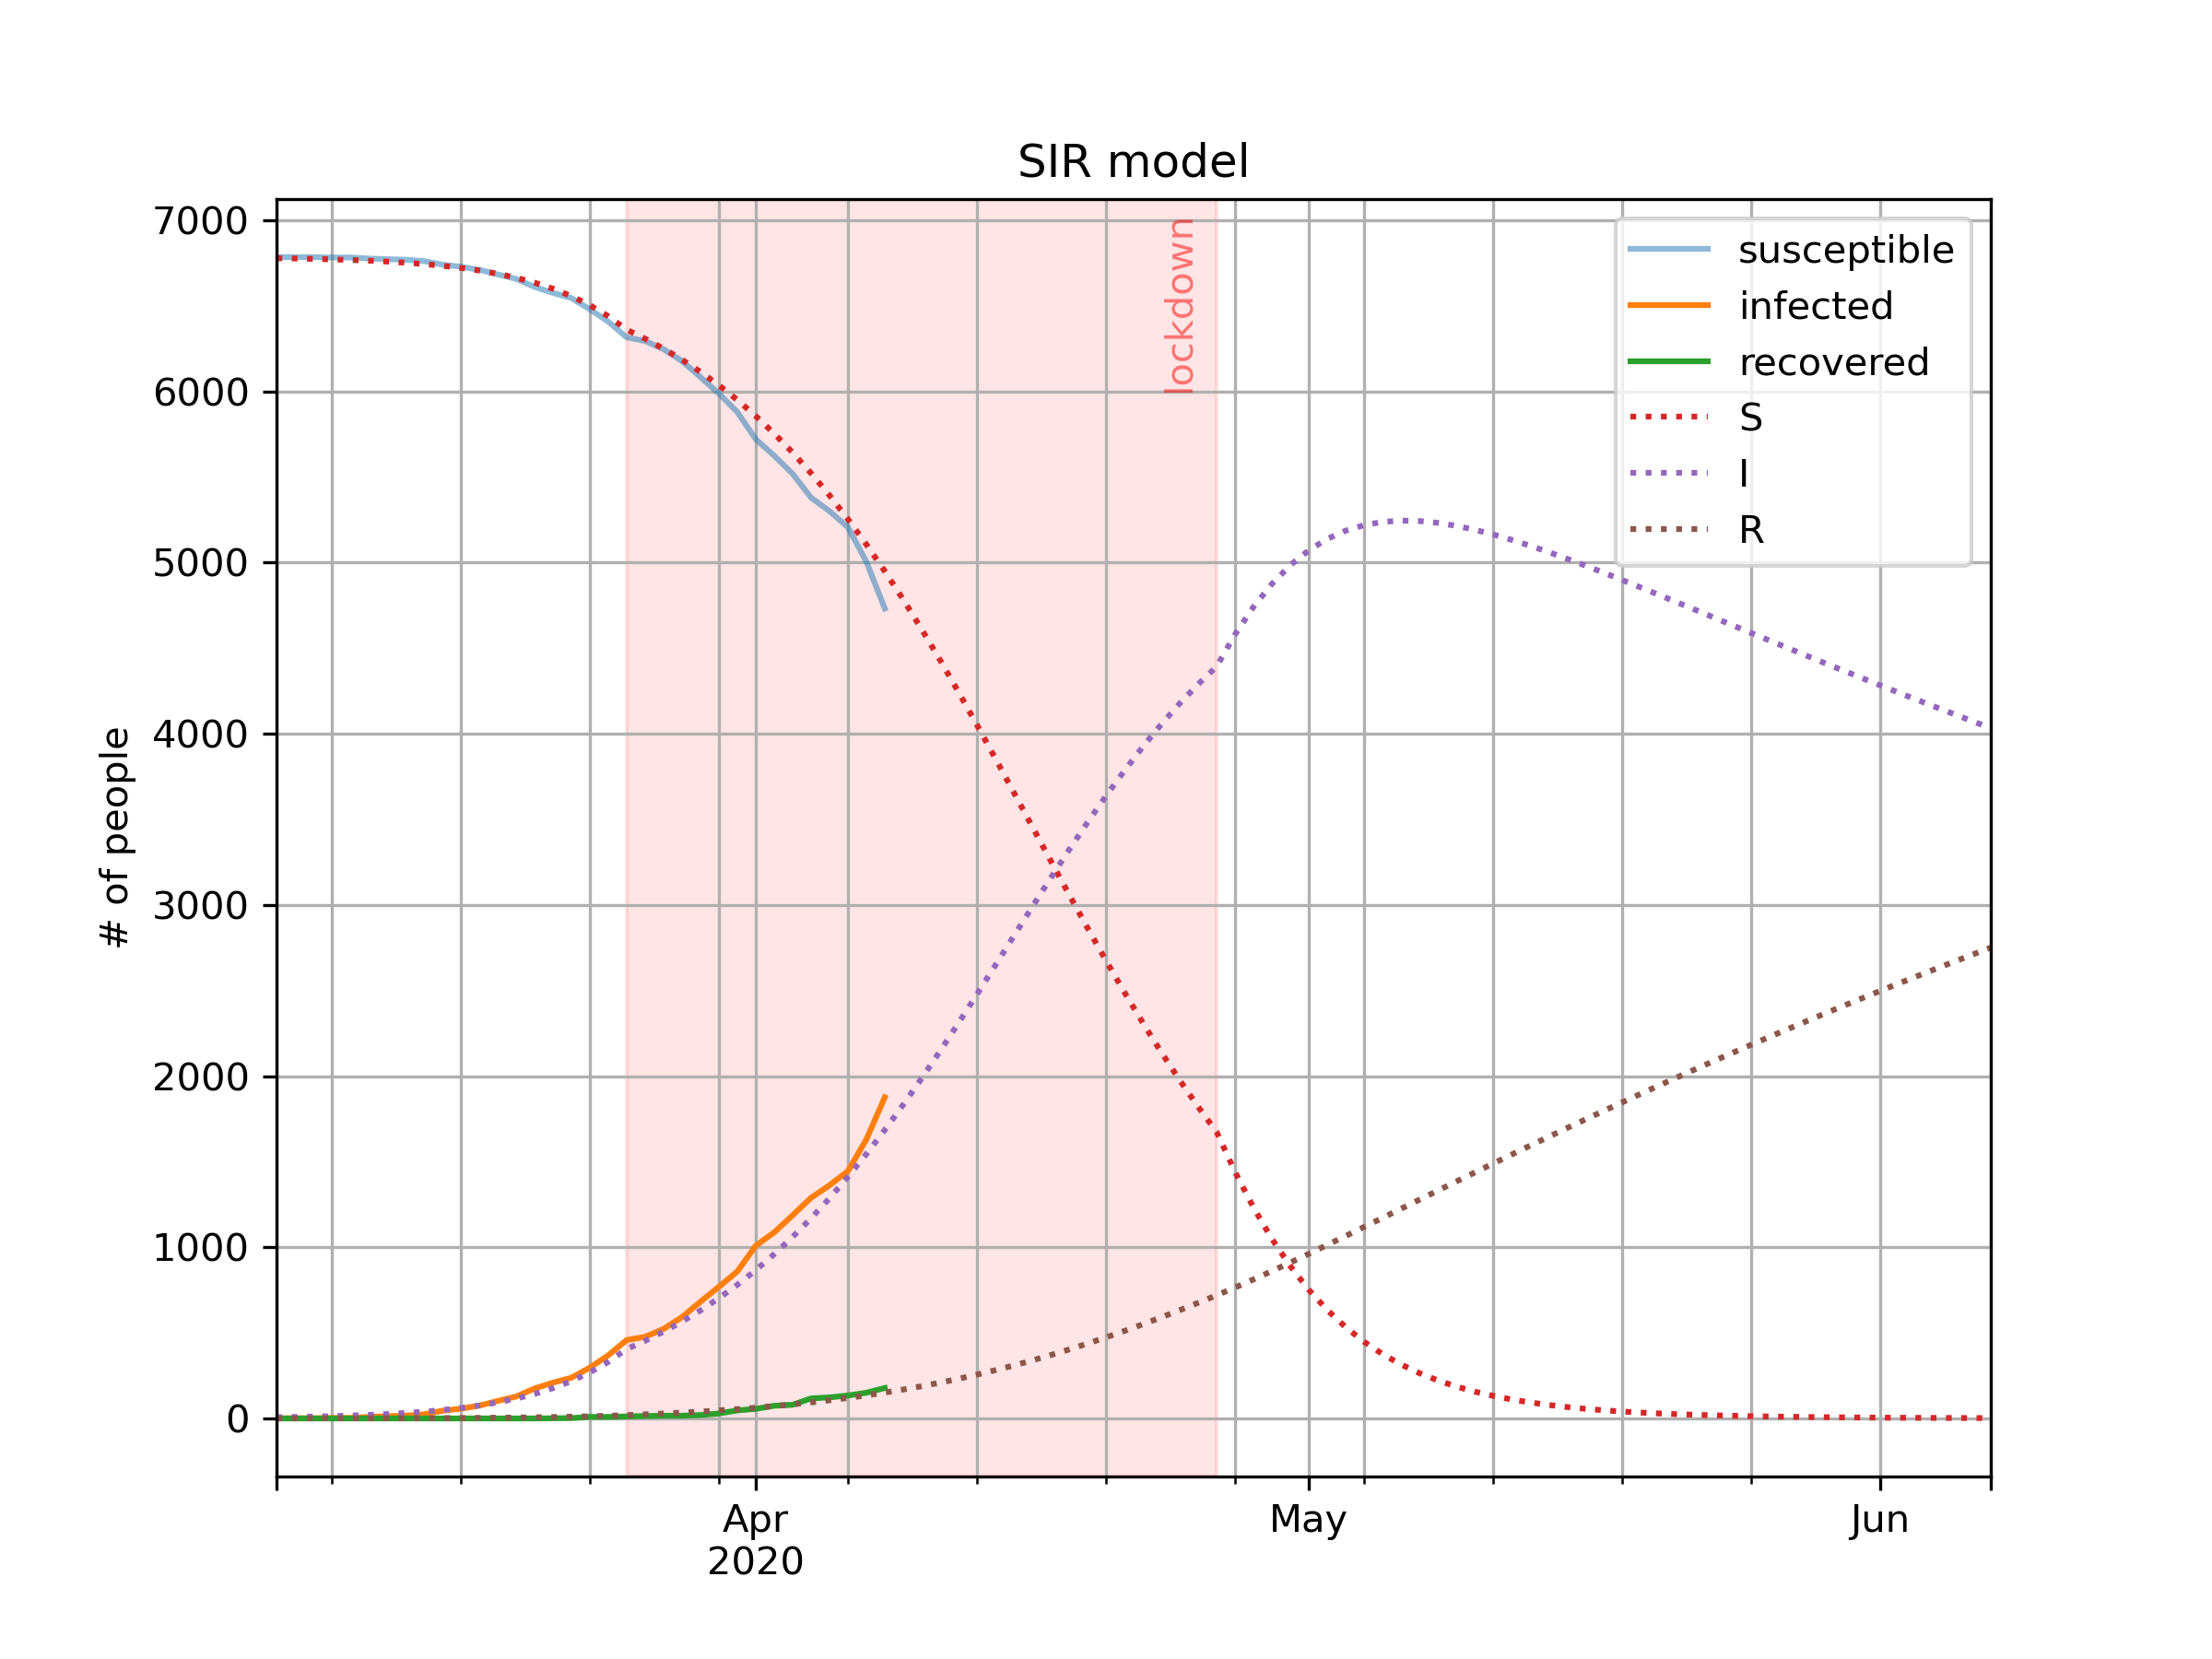 SIR model
7000
6000
5000
4000
3000
2000
1000
0
# of people
lockdown
susceptible
infected
recovered
S
I
R
Apr
2020
May
Jun